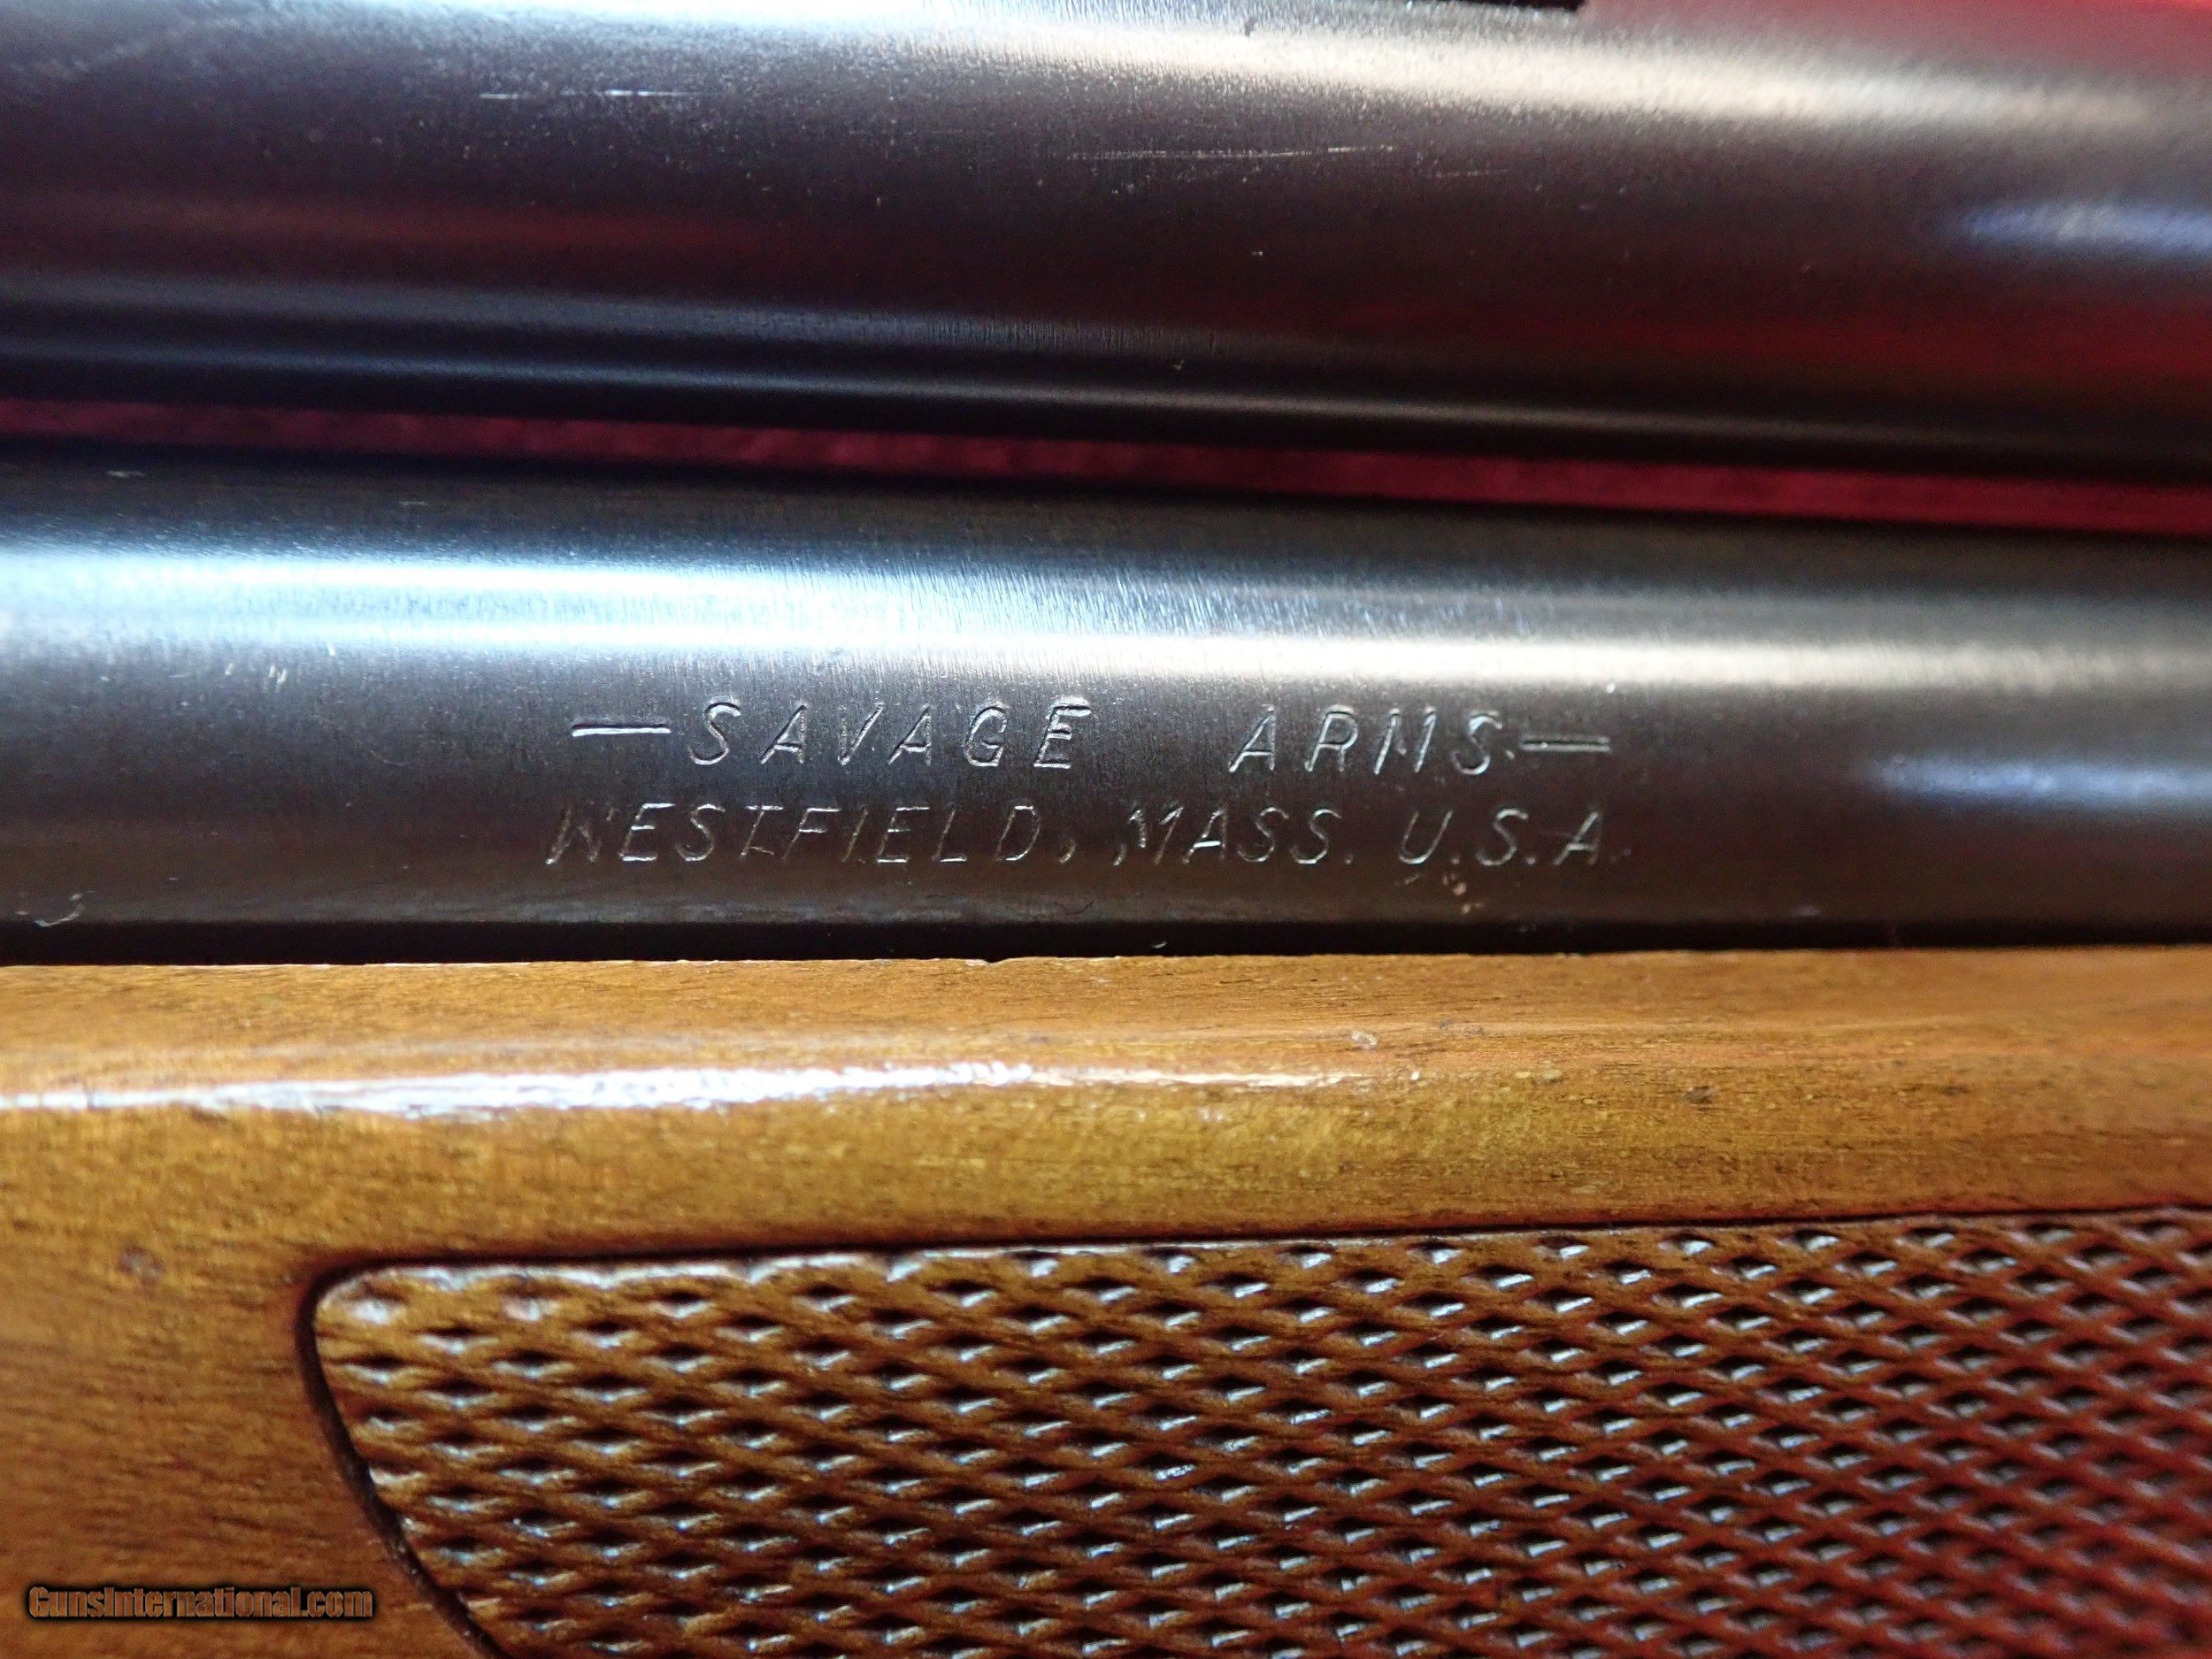 —SAVAGE ARMS—
WESTFIELD, MASS. U.S.A.
GunsInternational.com